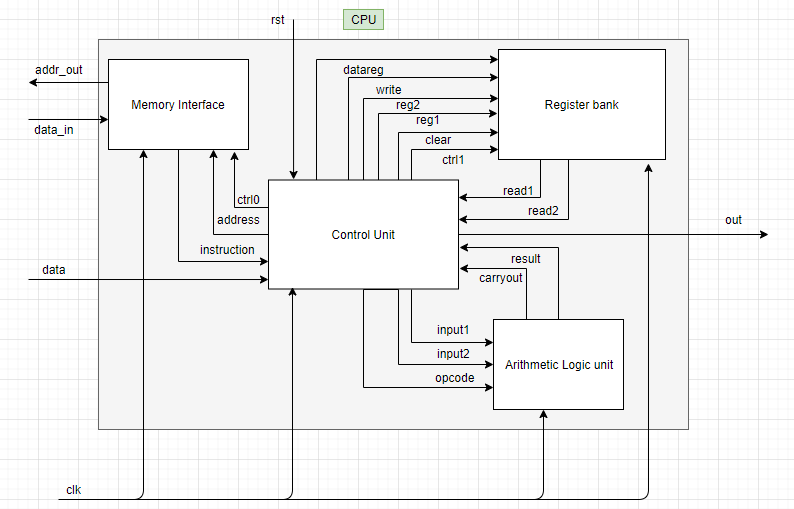 rst
CPU
addr_out
Memory Interface
data_in
datareg
write
reg2
reg1
clear
ctrl1
Register bank
ctrl0
address
instruction
Control Unit
read1
read2
out
data
result
carryout
input1
input2
opcode
Arithmetic Logic unit
clk